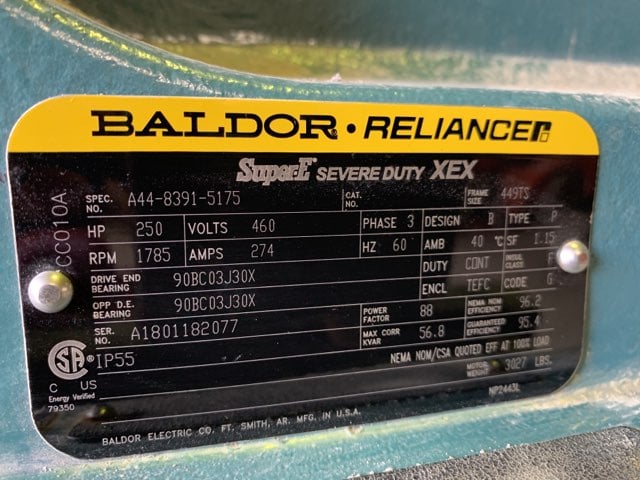 BALDOR • RELIANCE
Super-E SEVERE DUTY XEX
CC010A
SPEC. NO. A44-8391-5175 CAT. NO. FRAME SIZE 449TS
HP 250 VOLTS 460 PHASE 3 DESIGN B TYPE P
RPM 1785 AMPS 274 HZ 60 AMB 40 °C SF 1.15
DRIVE END BEARING 90BC03J30X DUTY CONT INSUL CLASS F
OPP D.E. BEARING 90BC03J30X ENCL TEFC CODE G
SER. NO. A1801182077 POWER FACTOR 88 NEMA NOM EFFICIENCY 96.2
MAX CORR KVAR 56.8 GUARANTEED EFFICIENCY 95.4
SA
IP55 NEMA NOM/CSA QUOTED EFF AT 100% LOAD
C US MOTOR WEIGHT 3027 LBS.
Energy Verified
79350 NP2443L
BALDOR ELECTRIC CO. FT. SMITH, AR. MFG. IN U.S.A.